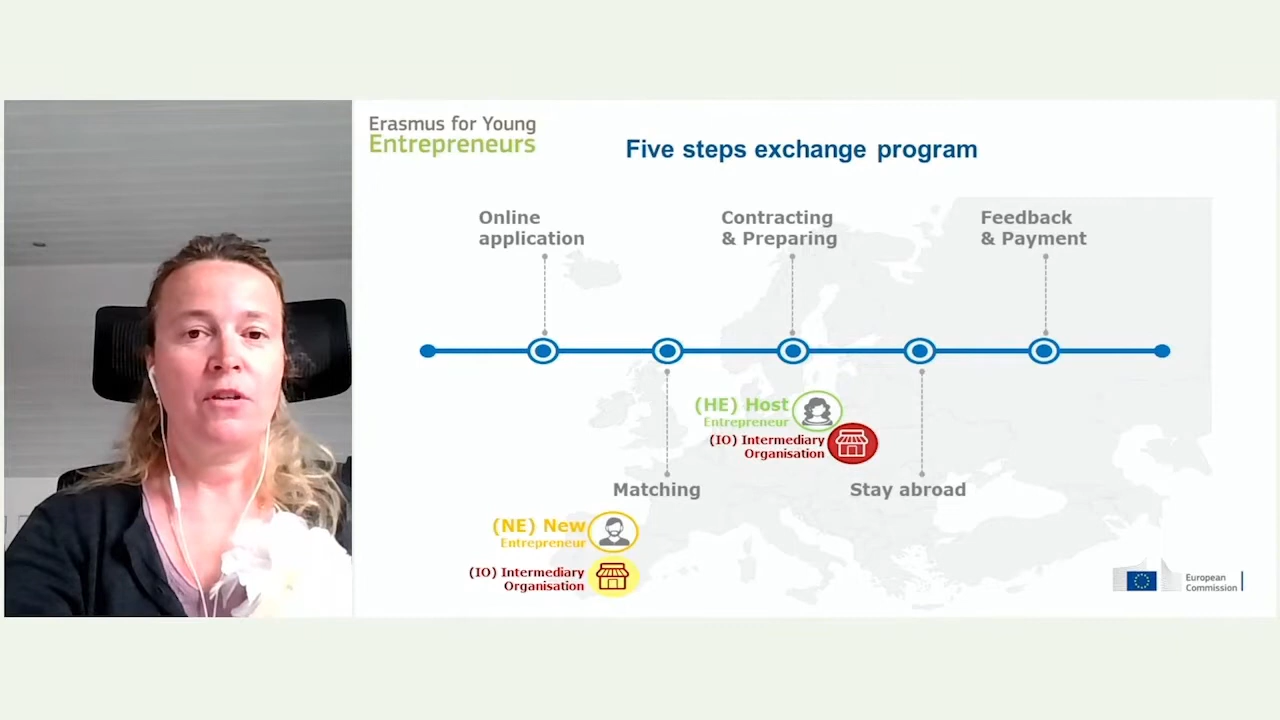 Erasmus for Young
Entrepreneurs
Five steps exchange program
Online
application
Contracting
& Preparing
Feedback
& Payment
(HE) Host
Entrepreneur
(IO) Intermediary
Organisation
Matching
Stay abroad
(NE) New
Entrepreneur
(IO) Intermediary
Organisation
European
Commission